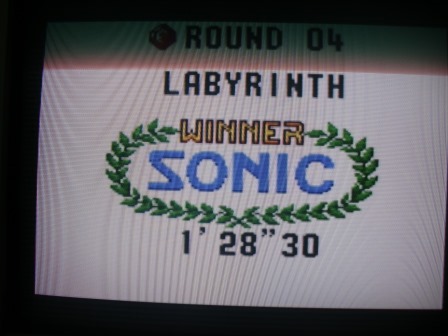 ROUND 04
LABYRINTH
WINNER
SONIC
1'28"30